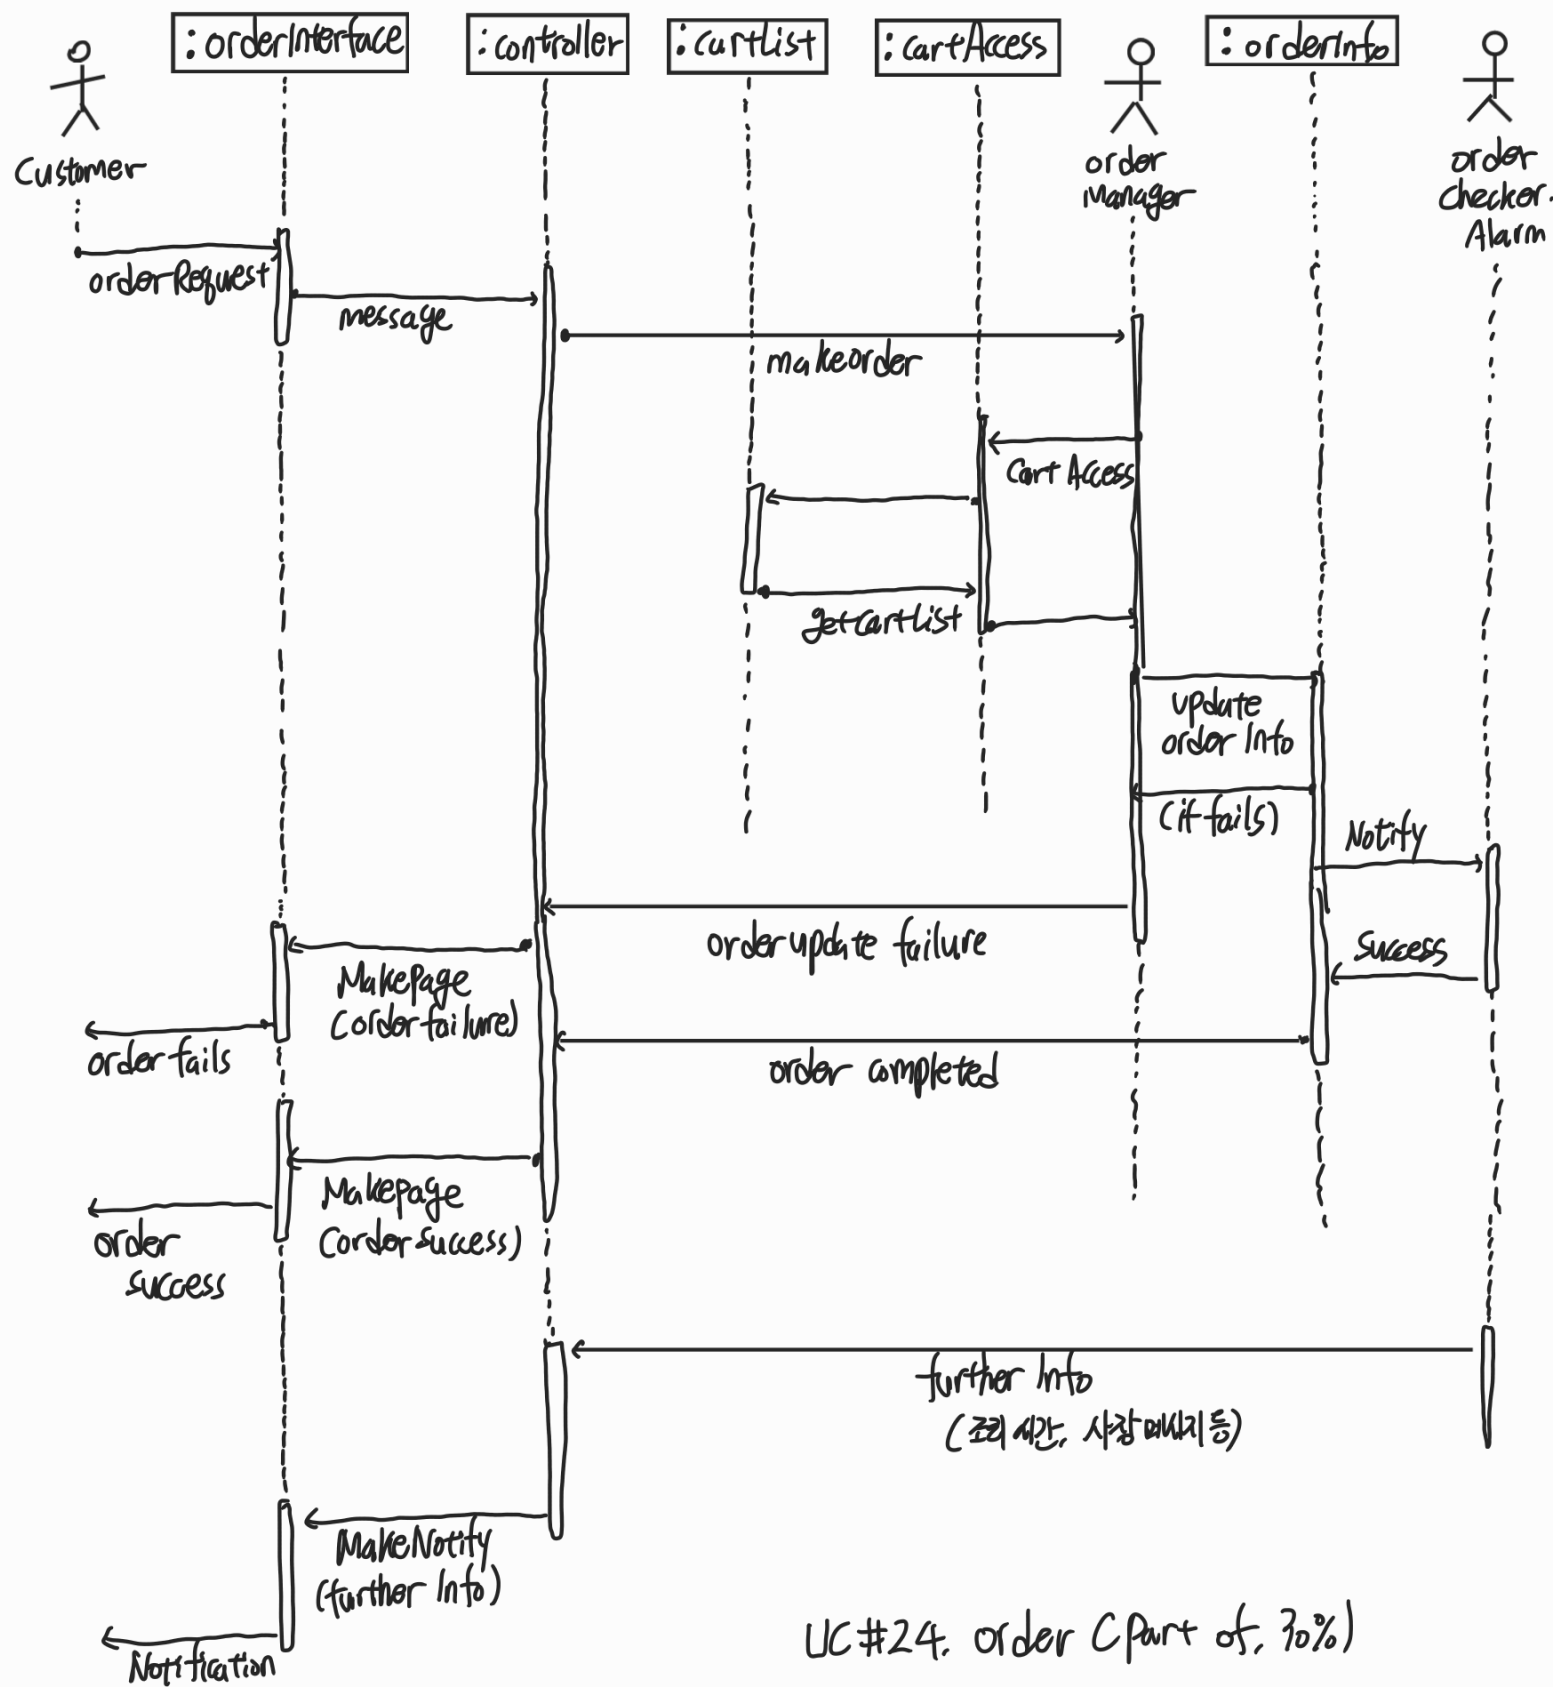 : orderInterface
: controller
: cartList
: cartAccess
: orderInfo
Customer
order
Manager
order
checker.
Alarm
orderRequest
message
makeorder
Cart Access
getcartList
update
order Info
(if fails)
Notify
order update failure
success
Makepage
(order failure)
order fails
order completed
Makepage
(order success)
order
success
further Info
(조리 시간, 사장 메시지 등)
MakeNotify
(further Info)
Notification
UC#24. order (Part of. 30%)